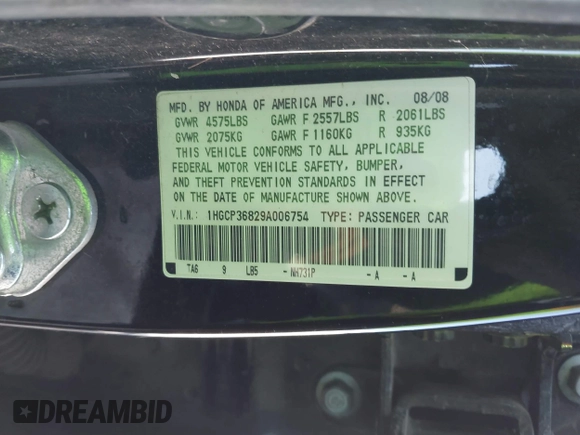 MFD. BY HONDA OF AMERICA MFG., INC. 08/08
GVWR 4575LBS GAWR F 2557LBS R 2061LBS
GVWR 2075KG GAWR F 1160KG R 935KG
THIS VEHICLE CONFORMS TO ALL APPLICABLE
FEDERAL MOTOR VEHICLE SAFETY, BUMPER,
AND THEFT PREVENTION STANDARDS IN EFFECT
ON THE DATE OF MANUFACTURE SHOWN ABOVE.
V.I.N.: 1HGCP36829A006754 TYPE: PASSENGER CAR
TA6 9 LB5 - NH731P - A - A
DREAMBID